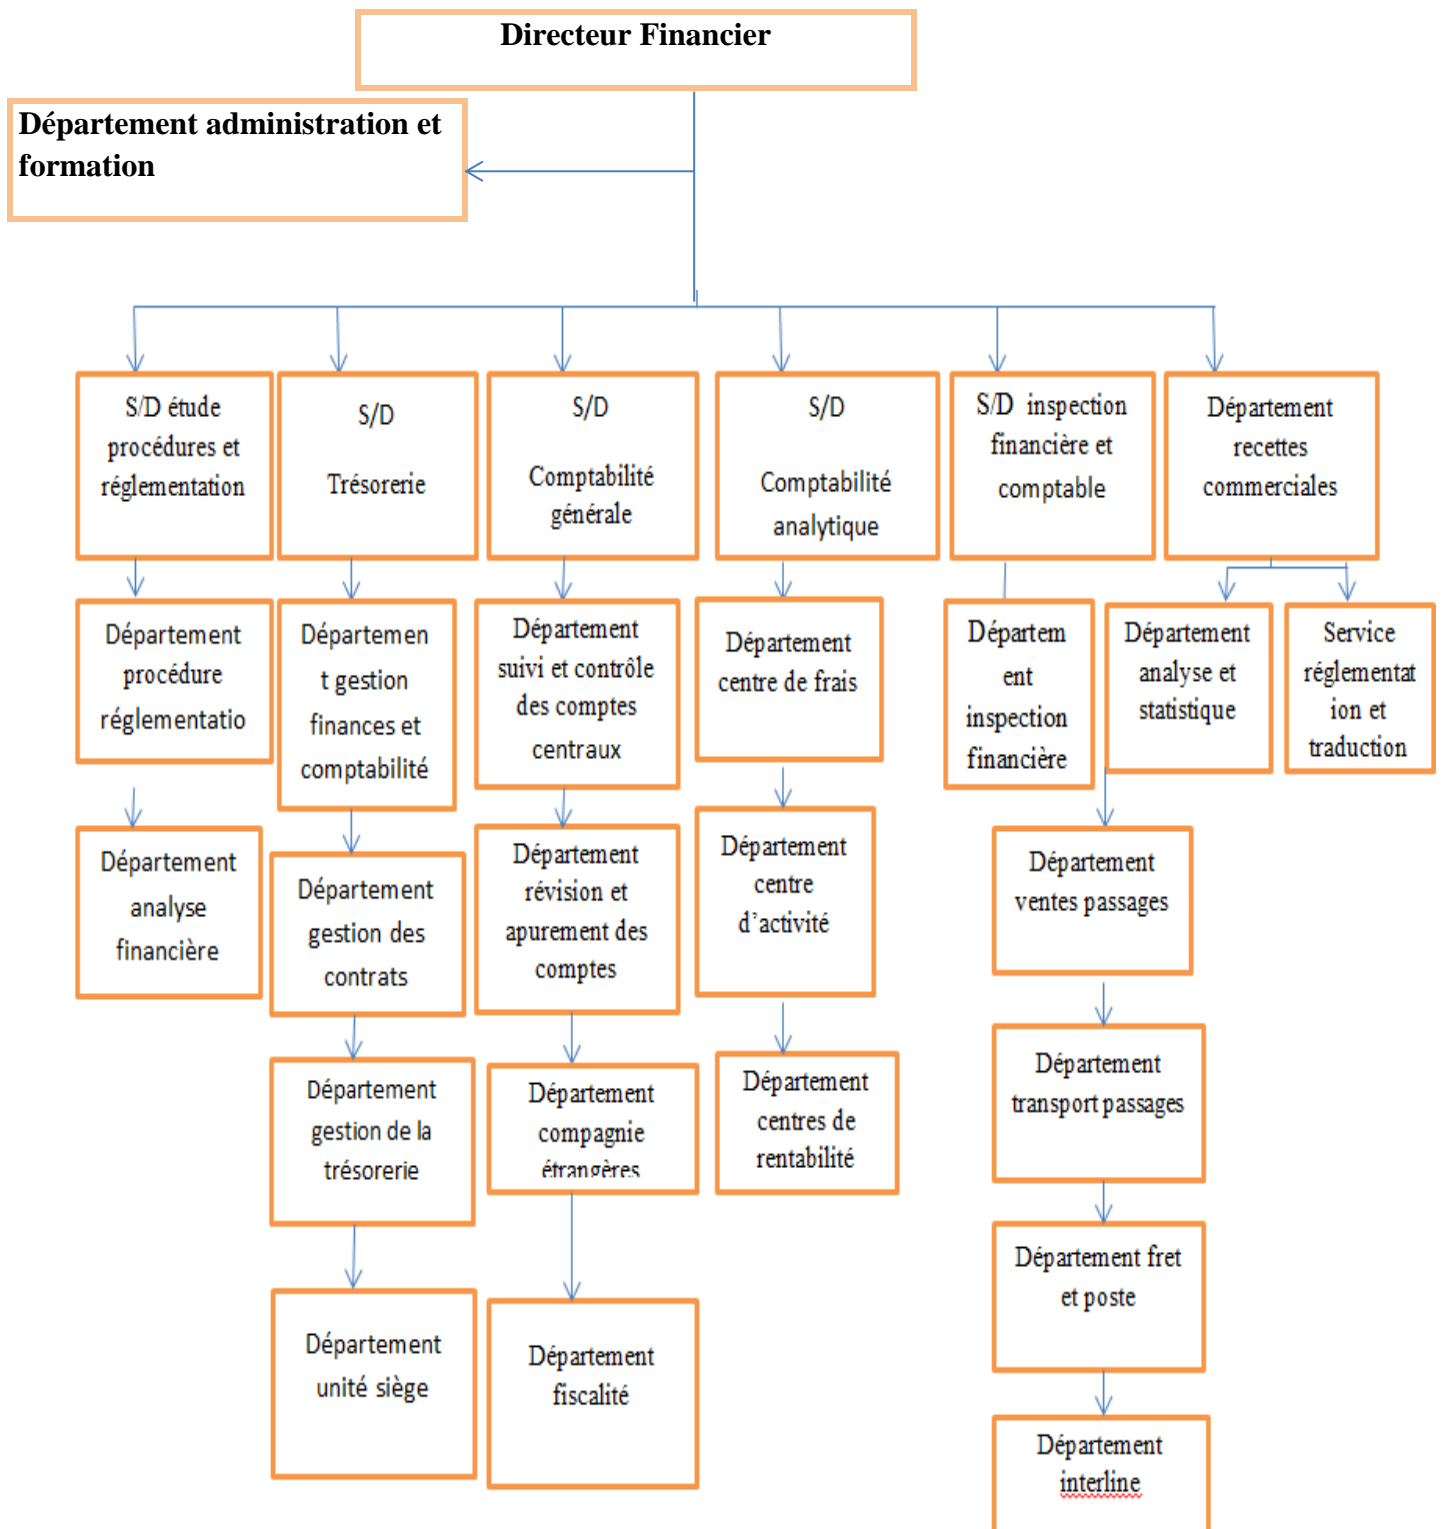 Directeur Financier
Département administration et
formation
S/D étude
procédures et
réglementation
S/D
Trésorerie
S/D
Comptabilité
générale
S/D
Comptabilité
analytique
S/D inspection
financière et
comptable
Département
recettes
commerciales
Département
procédure
réglementatio
Départemen
t gestion
finances et
comptabilité
Département
suivi et contrôle
des comptes
centraux
Département
centre de frais
Départem
ent
inspection
financière
Département
analyse et
statistique
Service
réglementat
ion et
traduction
Département
analyse
financière
Département
gestion des
contrats
Département
révision et
apurement des
comptes
Département
centre
d’activité
Département
ventes passages
Département
gestion de la
trésorerie
Département
compagnie
étrangères
Département
centres de
rentabilité
Département
transport passages
Département
unité siège
Département
fiscalité
Département fret
et poste
Département
interline